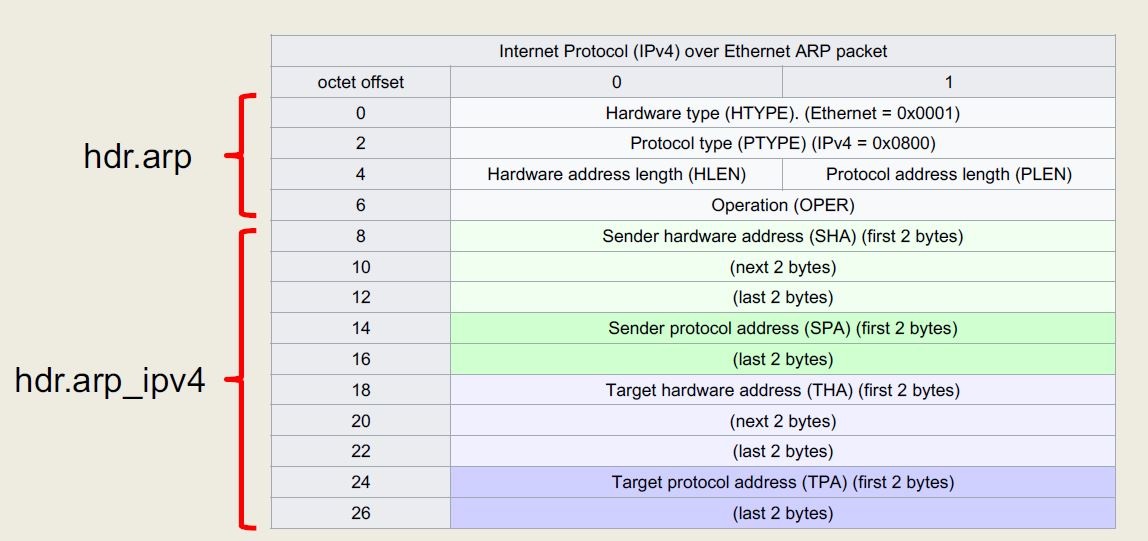 Internet Protocol (IPv4) over Ethernet ARP packet
octet offset 0 1
0 Hardware type (HTYPE). (Ethernet = 0x0001)
2 Protocol type (PTYPE) (IPv4 = 0x0800)
hdr.arp
4 Hardware address length (HLEN) Protocol address length (PLEN)
6 Operation (OPER)
8 Sender hardware address (SHA) (first 2 bytes)
10 (next 2 bytes)
12 (last 2 bytes)
14 Sender protocol address (SPA) (first 2 bytes)
16 (last 2 bytes)
hdr.arp_ipv4
18 Target hardware address (THA) (first 2 bytes)
20 (next 2 bytes)
22 (last 2 bytes)
24 Target protocol address (TPA) (first 2 bytes)
26 (last 2 bytes)